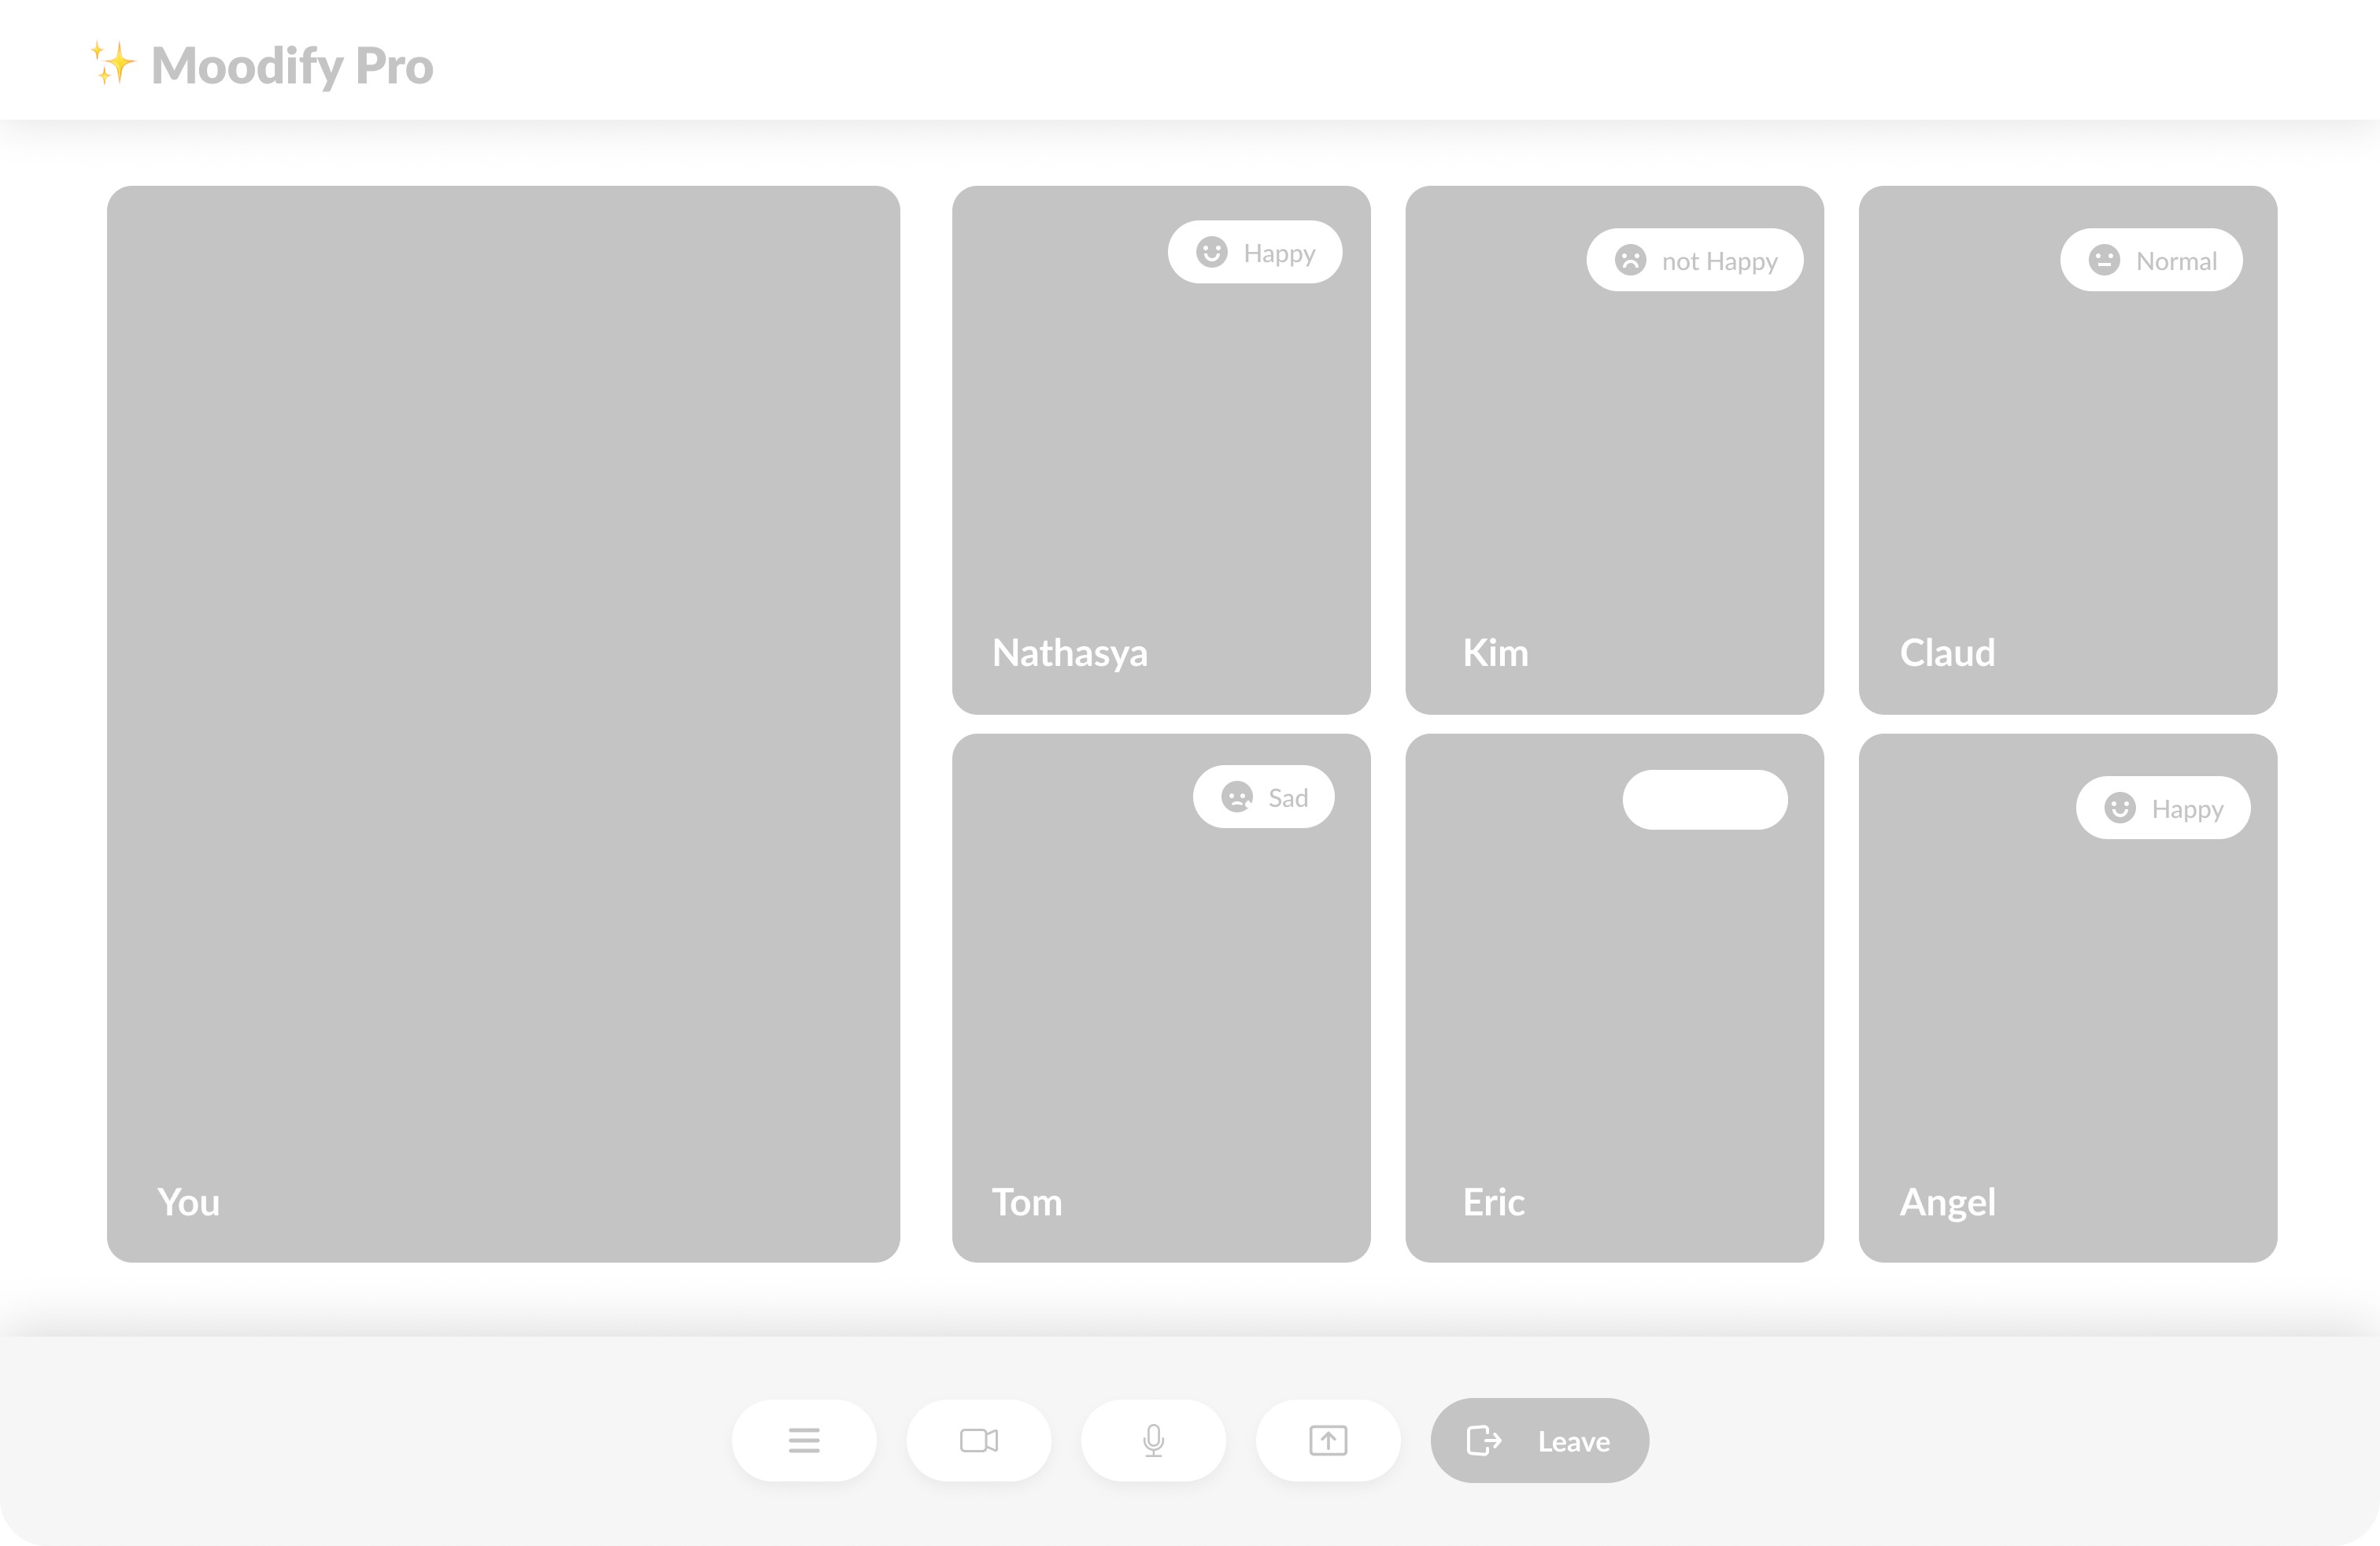 ✨ Moodify Pro
Happy
not Happy
Normal
Nathasya
Kim
Claud
Sad
Happy
You
Tom
Eric
Angel
Leave